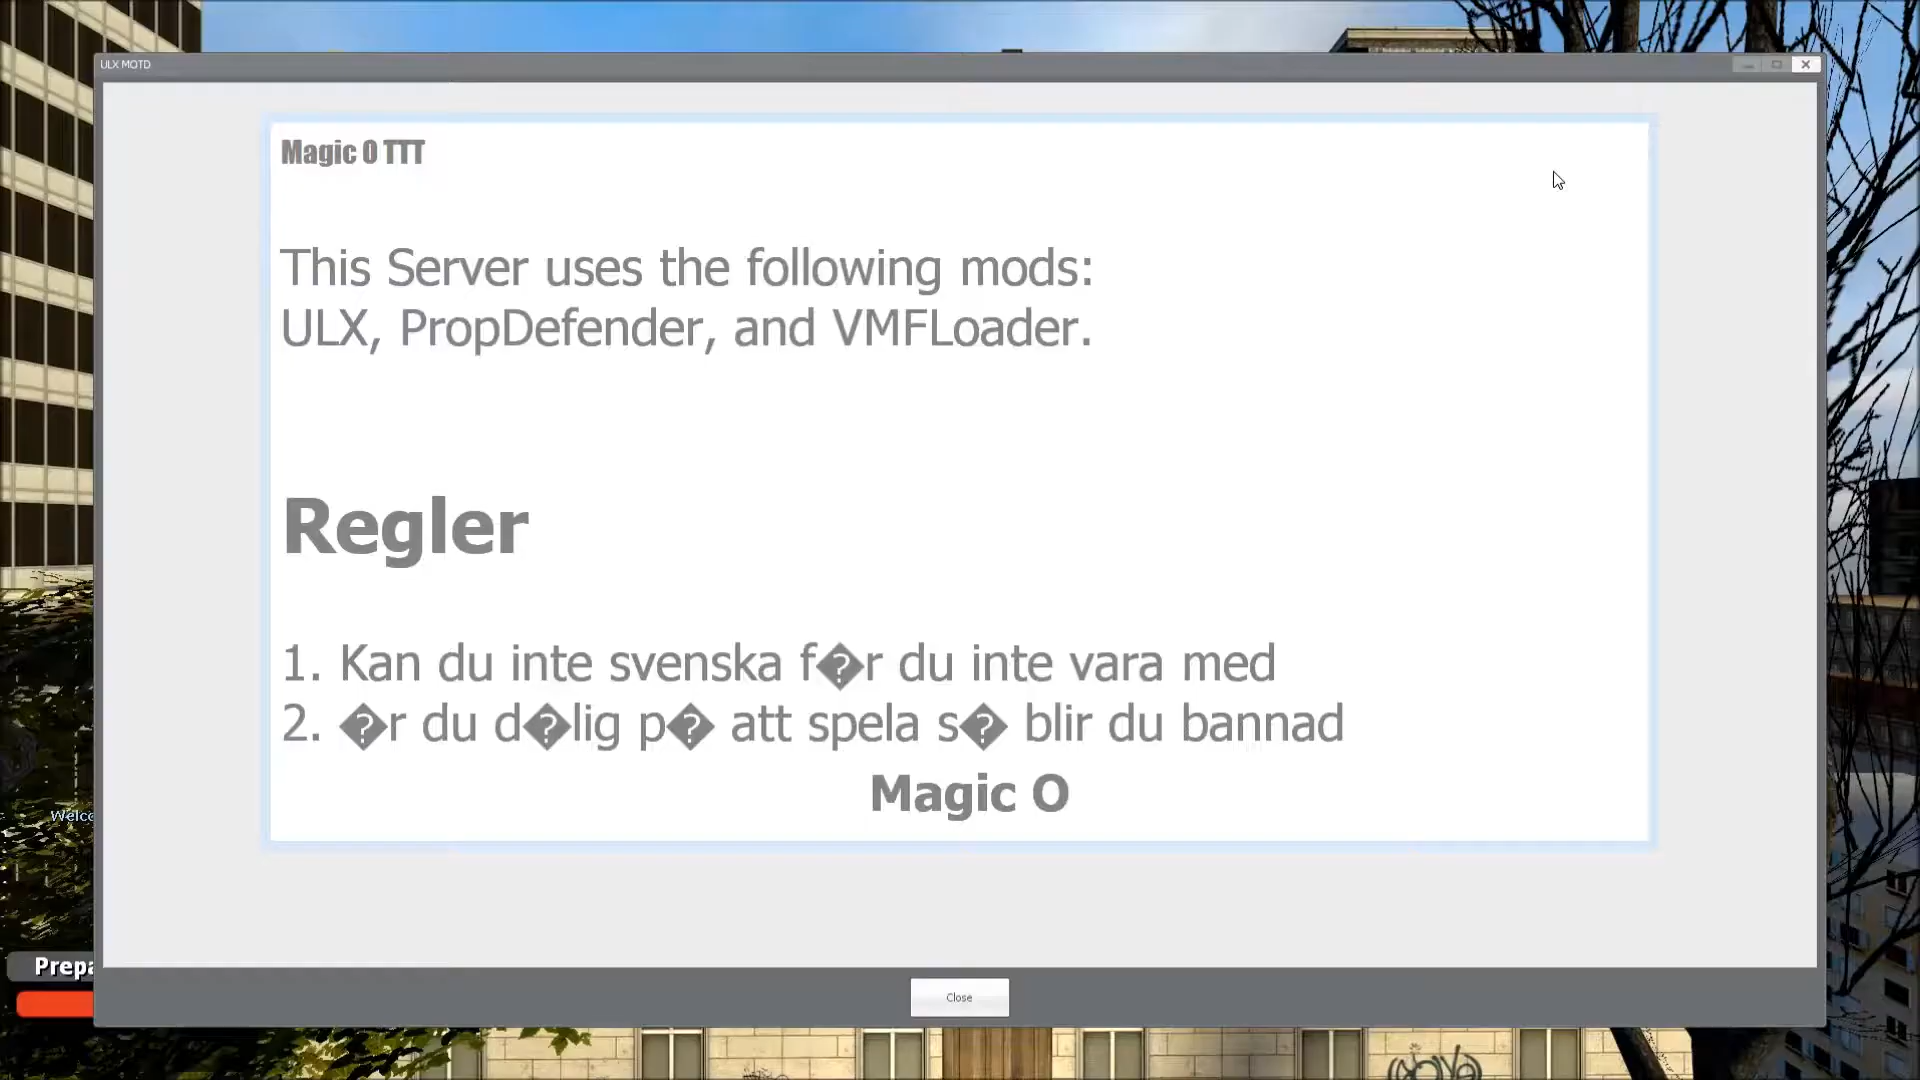 ULX MOTD
Magic O TTT
This Server uses the following mods:
ULX, PropDefender, and VMFLoader.
Regler
1. Kan du inte svenska f�r du inte vara med
2. �r du d�lig p� att spela s� blir du bannad
Magic O
Welc
Prepa
Close